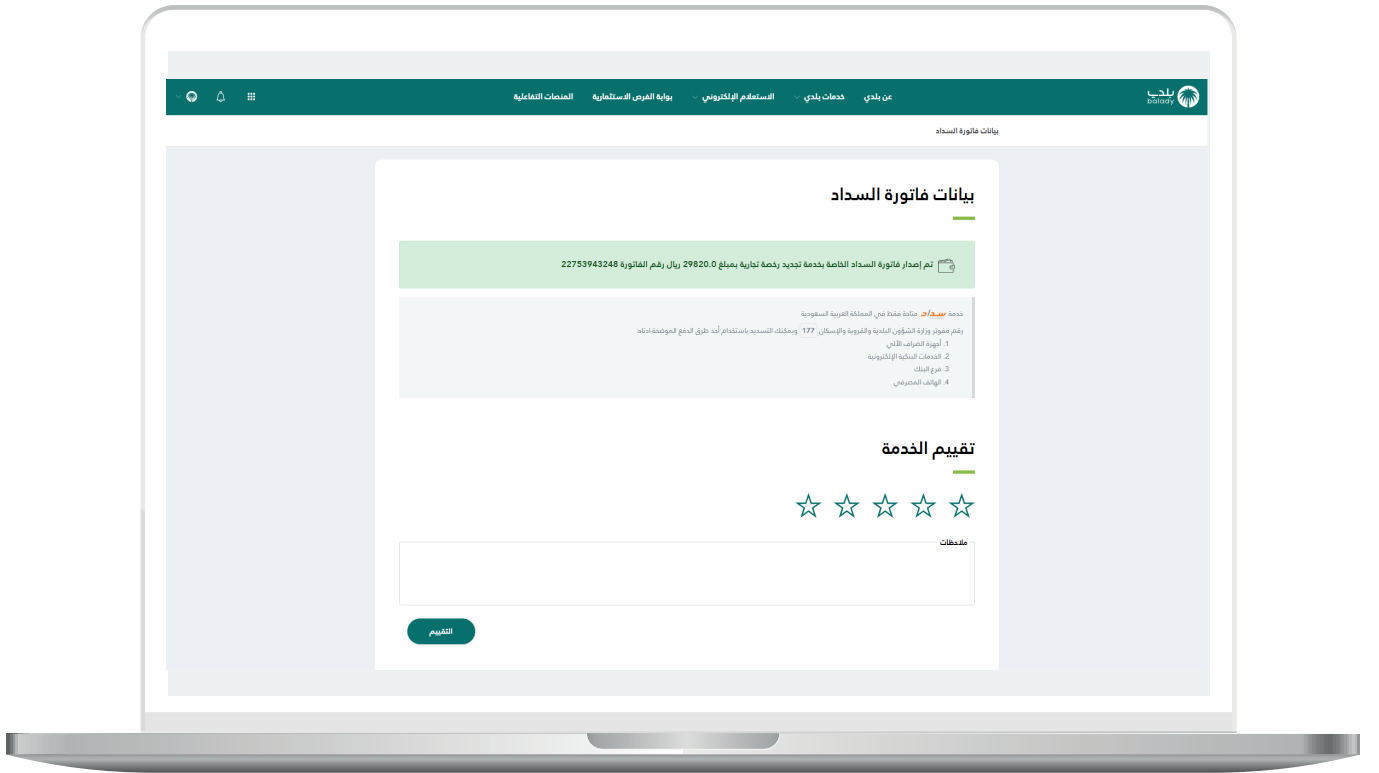 بلدي
balady
عن بلدي خدمات بلدي الاستعلام الإلكتروني بوابة الفرص الاستثمارية المنصات التفاعلية
بيانات فاتورة السداد
بيانات فاتورة السداد
تم إصدار فاتورة السداد الخاصة بخدمة تجديد رخصة تجارية بمبلغ 29820.0 ريال رقم الفاتورة 22753943248
خدمة سداد متاحة فقط في المملكة العربية السعودية
رقم مفوتر وزارة الشؤون البلدية والقروية والإسكان 177 ويمكنك التسديد باستخدام أحد طرق الدفع الموضحة ادناه:
1. أجهزة الصراف الآلي
2. الخدمات البنكية الإلكترونية
3. فرع البنك
4. الهاتف المصرفي
تقييم الخدمة
ملاحظات
التقييم